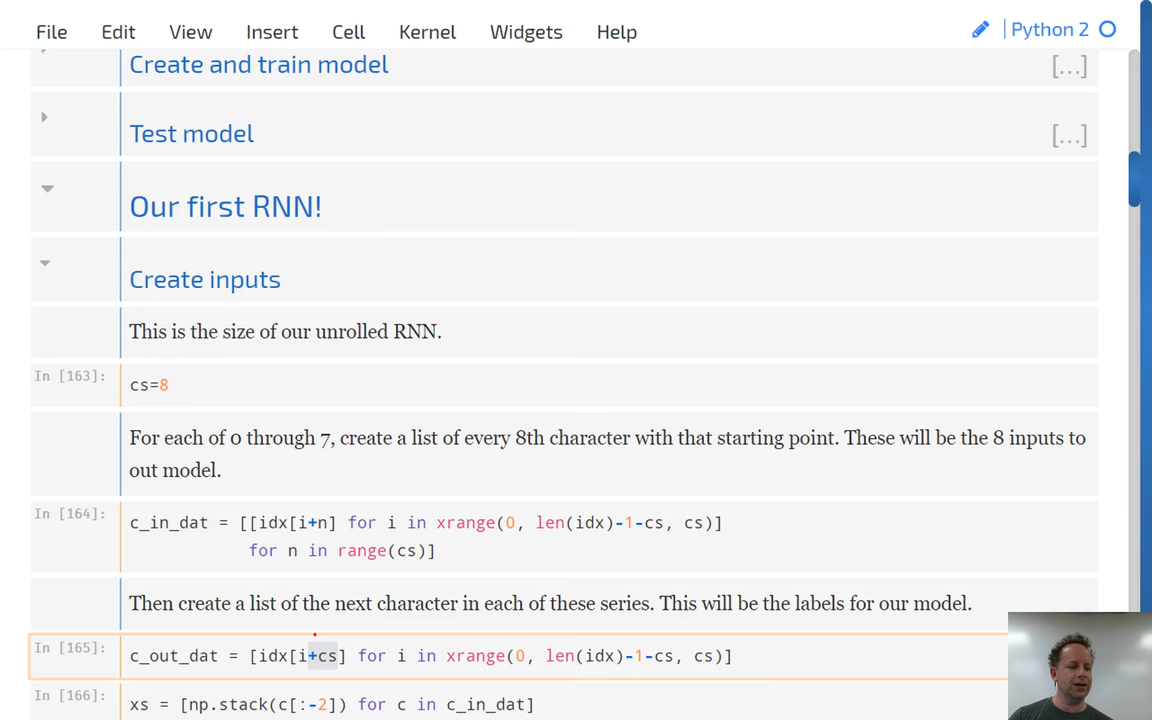 File Edit View Insert Cell Kernel Widgets Help Python 2
Create and train model [...]
Test model [...]
Our first RNN!
Create inputs
This is the size of our unrolled RNN.
In [163]: cs=8
For each of 0 through 7, create a list of every 8th character with that starting point. These will be the 8 inputs to
out model.
In [164]: c_in_dat = [[idx[i+n] for i in xrange(0, len(idx)-1-cs, cs)]
for n in range(cs)]
Then create a list of the next character in each of these series. This will be the labels for our model.
In [165]: c_out_dat = [idx[i+cs] for i in xrange(0, len(idx)-1-cs, cs)]
In [166]: xs = [np.stack(c[:-2]) for c in c_in_dat]